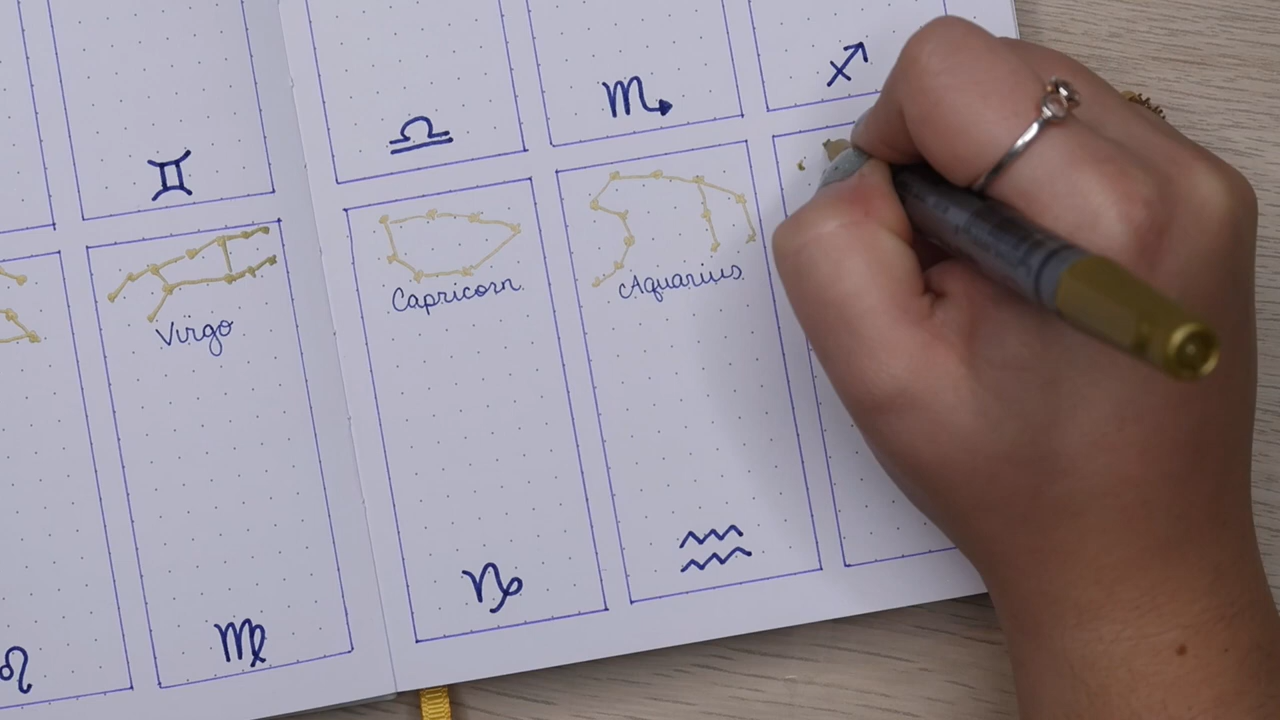 ♊
♎
♏
♐
Virgo
Capricorn
Aquarius
♌
♍
♑
♒